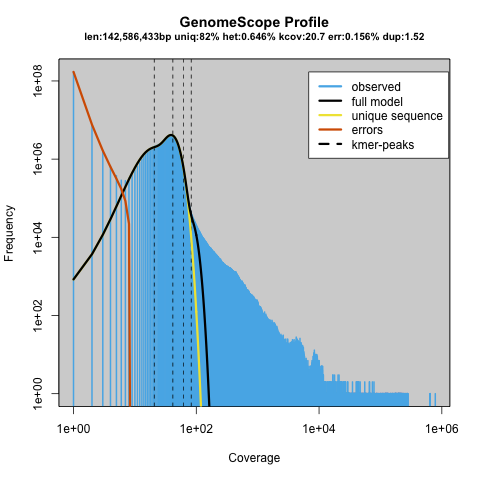 GenomeScope Profile
len:142,586,433bp uniq:82% het:0.646% kcov:20.7 err:0.156% dup:1.52
observed
full model
unique sequence
errors
kmer-peaks
Frequency
1e+08
1e+06
1e+04
1e+02
1e+00
1e+00 1e+02 1e+04 1e+06
Coverage